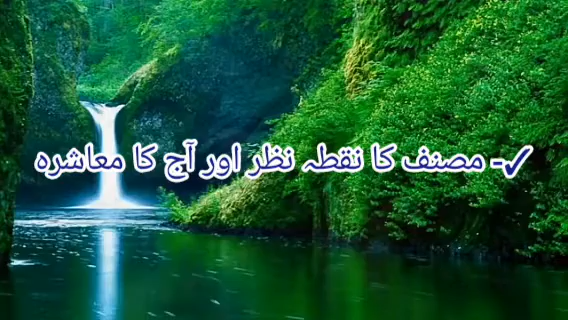 ✓- مصنف کا نقطہ نظر اور آج کا معاشرہ